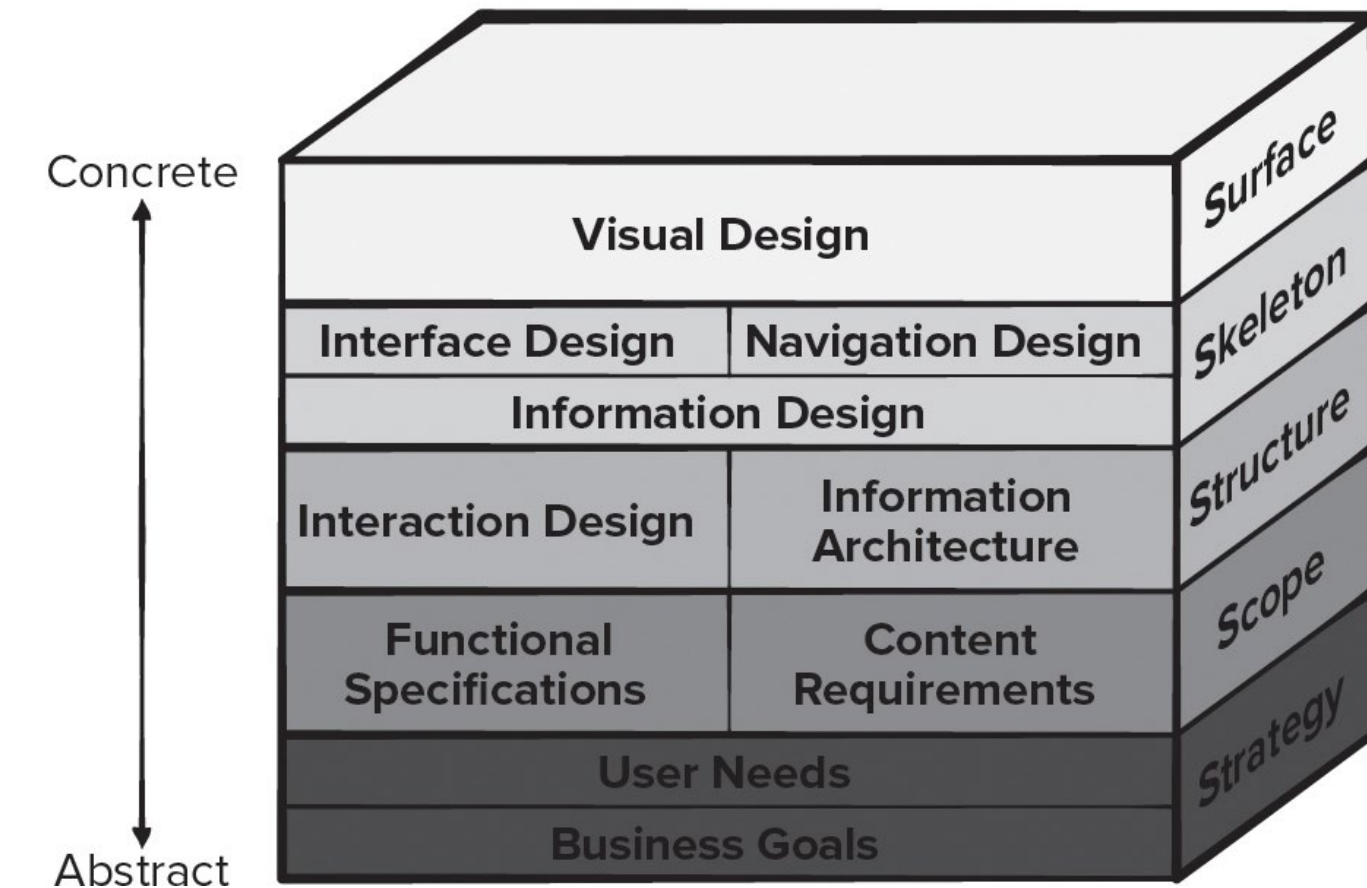 Concrete
Visual Design
Surface
Interface Design
Navigation Design
Skeleton
Information Design
Interaction Design
Information
Architecture
Structure
Functional
Specifications
Content
Requirements
Scope
User Needs
Business Goals
Strategy
Abstract